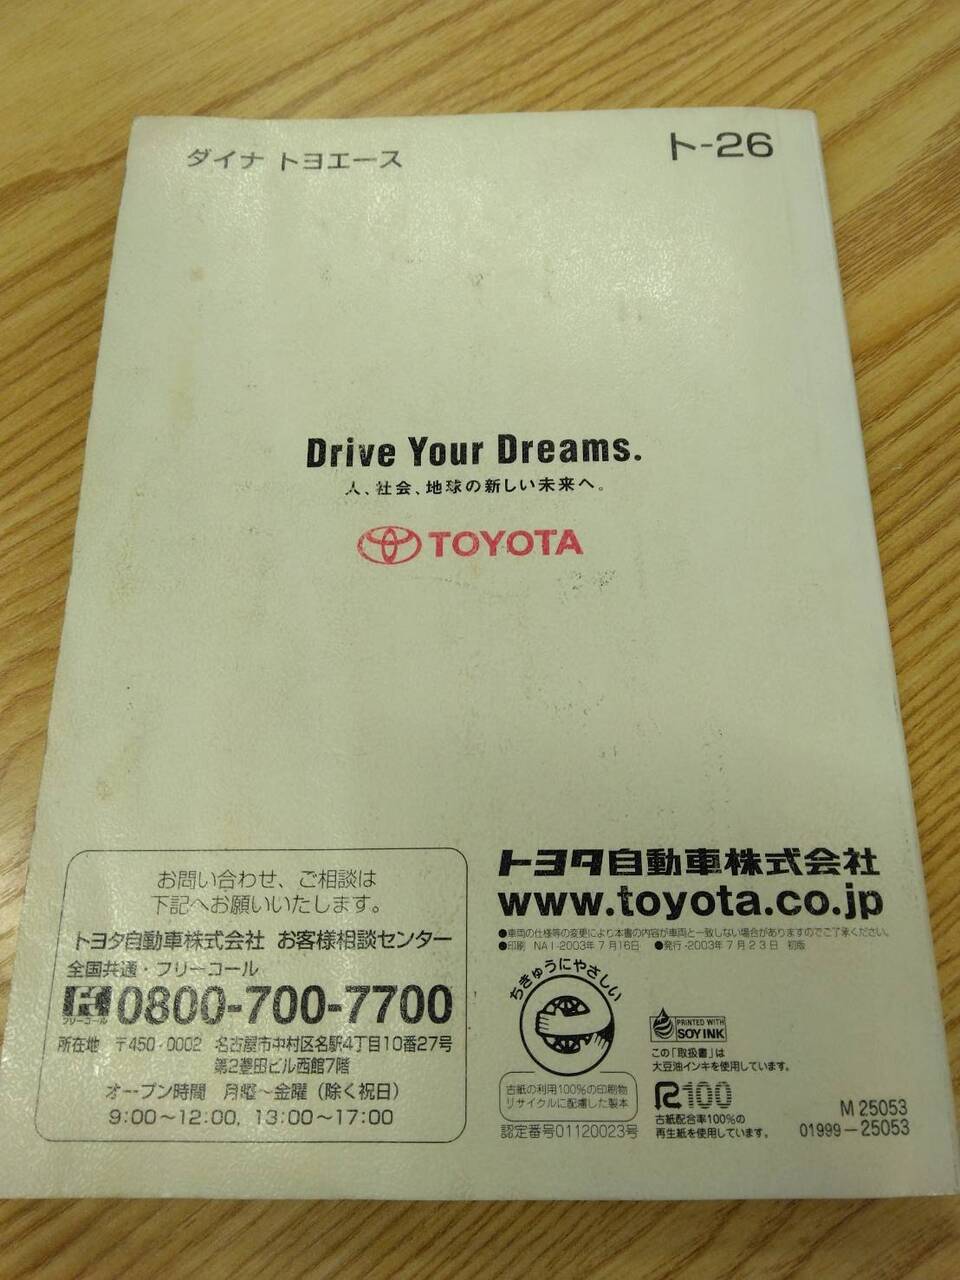 ダイナ トヨエース
ト-26
Drive Your Dreams.
人、社会、地球の新しい未来へ。
TOYOTA
お問い合わせ、ご相談は
下記へお願いいたします。
トヨタ自動車株式会社 お客様相談センター
全国共通・フリーコール
フリーコール 0800-700-7700
所在地 〒450-0002 名古屋市中村区名駅4丁目10番27号
第2豊田ビル西館7階
オープン時間 月曜~金曜(除く祝日)
9:00~12:00, 13:00~17:00
トヨタ自動車株式会社
www.toyota.co.jp
●車両の仕様等の変更により本書の内容が車両と一致しない場合がありますのでご了承ください。
●印刷 NAI-2003年7月16日 ●発行-2003年7月23日 初版
ちきゅうにやさしい
古紙の利用100%の印刷物
リサイクルに配慮した製本
認定番号01120023号
PRINTED WITH
SOY INK
この「取扱書」は
大豆油インキを使用しています。
R100
古紙配合率100%の
再生紙を使用しています。
M 25053
01999-25053